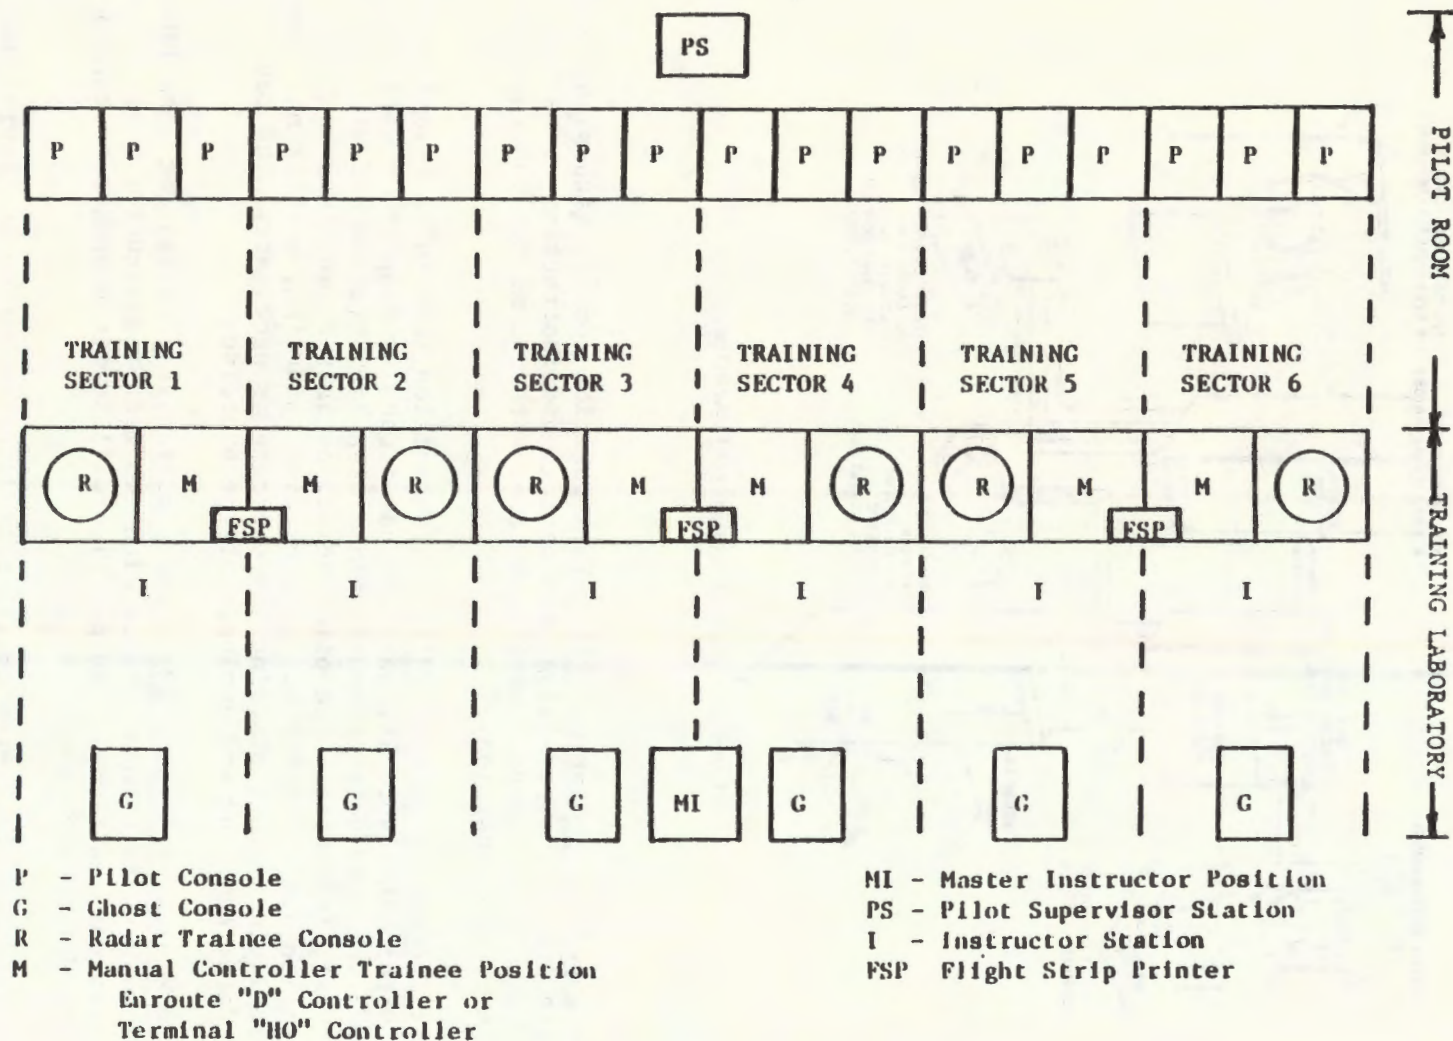 PS
P P P P P P P P P P P P P P P P P P
PILOT ROOM
TRAINING SECTOR 1
TRAINING SECTOR 2
TRAINING SECTOR 3
TRAINING SECTOR 4
TRAINING SECTOR 5
TRAINING SECTOR 6
R M M R R M M R R M M R
FSP FSP FSP
I I I I I I
TRAINING LABORATORY
G G G MI G G G
P - Pilot Console
G - Ghost Console
R - Radar Trainee Console
M - Manual Controller Trainee Position
Enroute "D" Controller or
Terminal "HO" Controller
MI - Master Instructor Position
PS - Pilot Supervisor Station
I - Instructor Station
FSP Flight Strip Printer